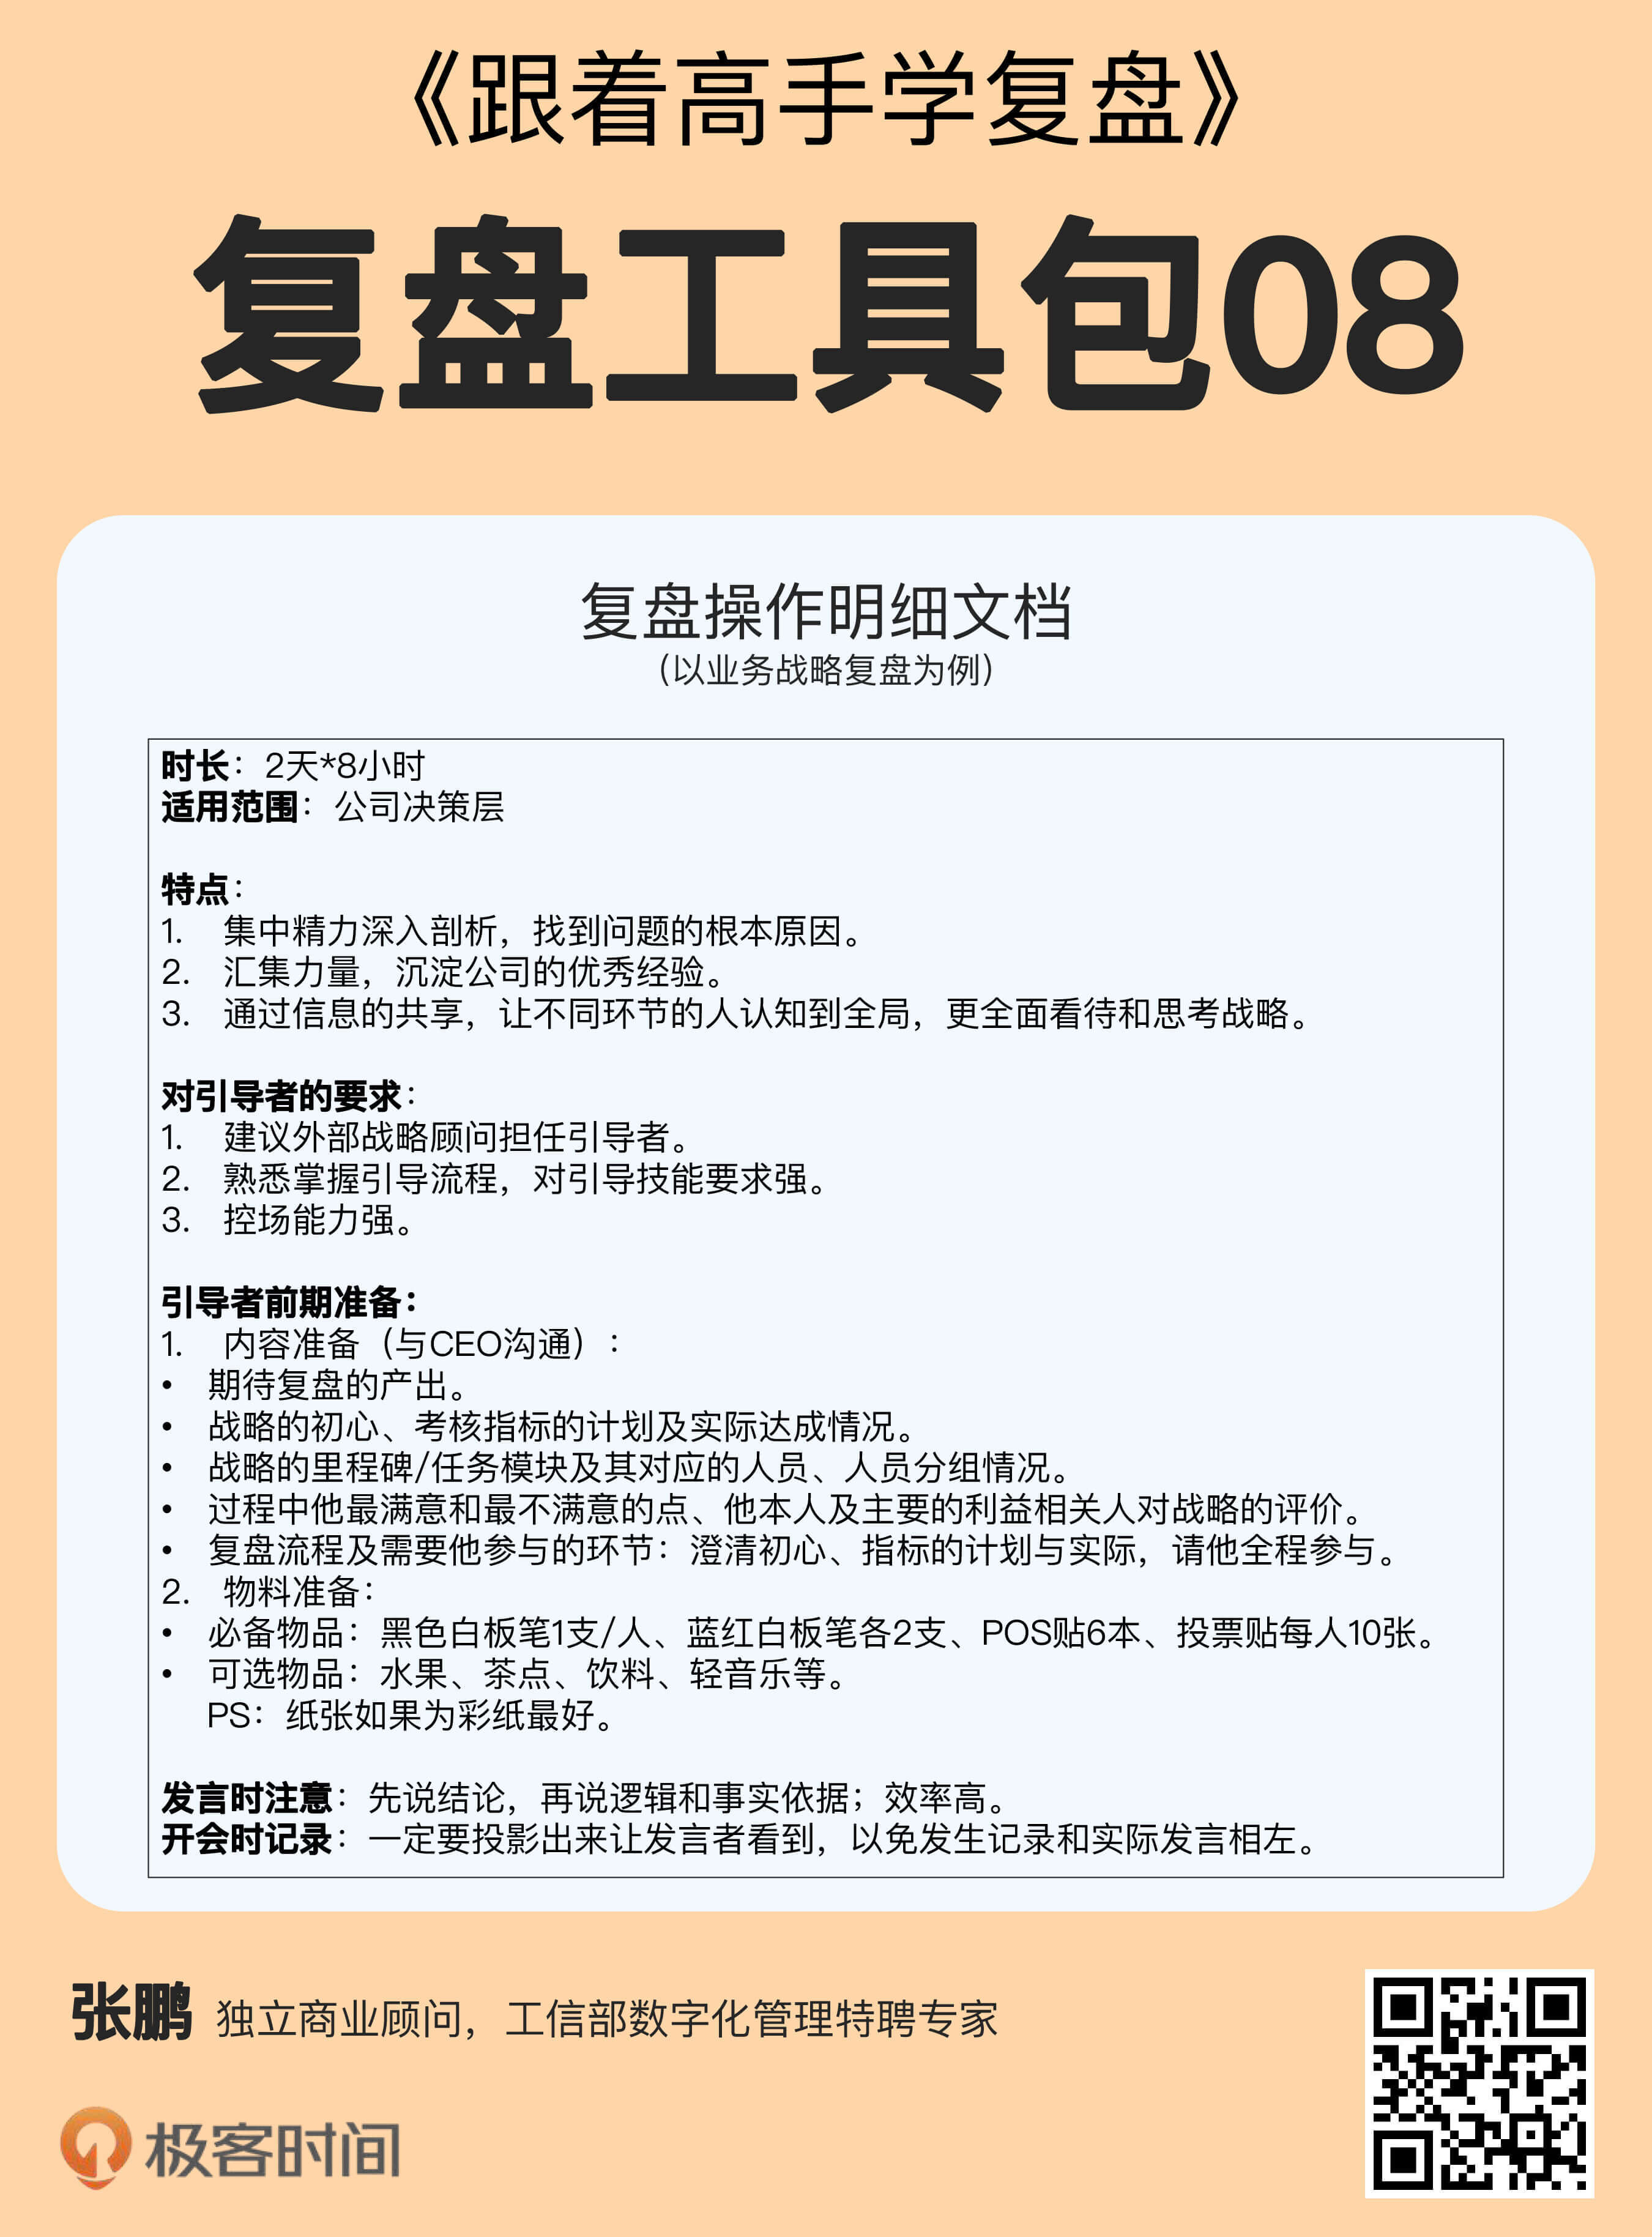 《跟着高手学复盘》
复盘工具包08
复盘操作明细文档
(以业务战略复盘为例)
时长：2天*8小时
适用范围：公司决策层
特点：
1. 集中精力深入剖析，找到问题的根本原因。
2. 汇集力量，沉淀公司的优秀经验。
3. 通过信息的共享，让不同环节的人认知到全局，更全面看待和思考战略。
对引导者的要求：
1. 建议外部战略顾问担任引导者。
2. 熟悉掌握引导流程，对引导技能要求强。
3. 控场能力强。
引导者前期准备：
1. 内容准备（与CEO沟通）：
• 期待复盘的产出。
• 战略的初心、考核指标的计划及实际达成情况。
• 战略的里程碑/任务模块及其对应的人员、人员分组情况。
• 过程中他最满意和最不满意的点、他本人及主要的利益相关人对战略的评价。
• 复盘流程及需要他参与的环节：澄清初心、指标的计划与实际，请他全程参与。
2. 物料准备：
• 必备物品：黑色白板笔1支/人、蓝红白板笔各2支、POS贴6本、投票贴每人10张。
• 可选物品：水果、茶点、饮料、轻音乐等。
PS：纸张如果为彩纸最好。
发言时注意：先说结论，再说逻辑和事实依据；效率高。
开会时记录：一定要投影出来让发言者看到，以免发生记录和实际发言相左。
张鹏 独立商业顾问，工信部数字化管理特聘专家
极客时间